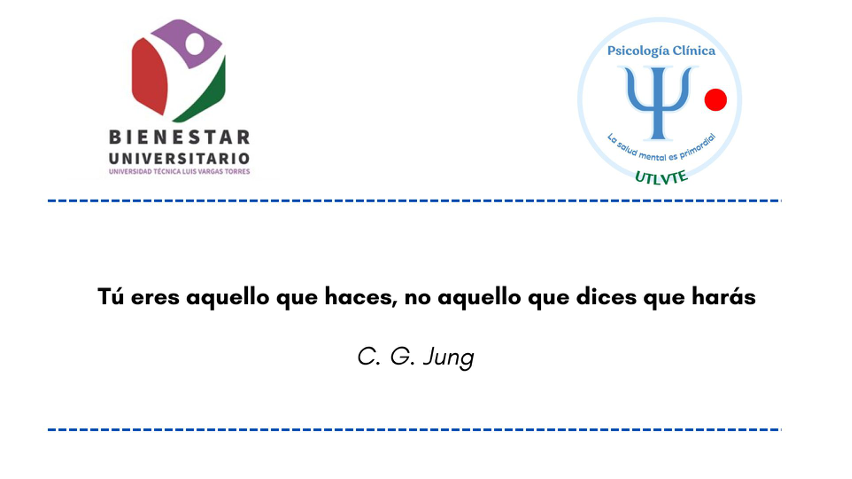 BIENESTAR
UNIVERSITARIO
UNIVERSIDAD TÉCNICA LUIS VARGAS TORRES
Psicología Clínica
La salud mental es primordial
UTLVTE
Tú eres aquello que haces, no aquello que dices que harás
C. G. Jung